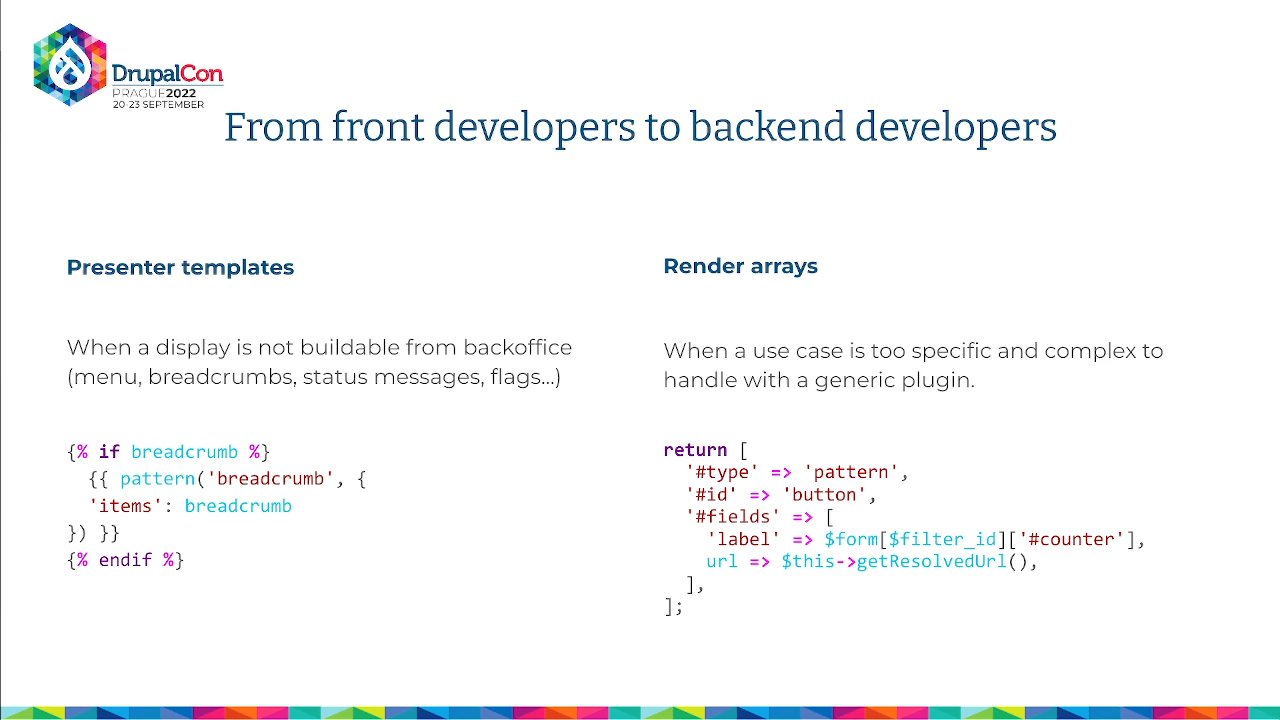 DrupalCon
PRAGUE2022
20-23 SEPTEMBER
From front developers to backend developers
Presenter templates
When a display is not buildable from backoffice
(menu, breadcrumbs, status messages, flags...)
{% if breadcrumb %}
  {{ pattern('breadcrumb', {
  'items': breadcrumb
}) }}
{% endif %}
Render arrays
When a use case is too specific and complex to
handle with a generic plugin.
return [
  '#type' => 'pattern',
  '#id' => 'button',
  '#fields' => [
    'label' => $form[$filter_id]['#counter'],
    url => $this->getResolvedUrl(),
  ],
];